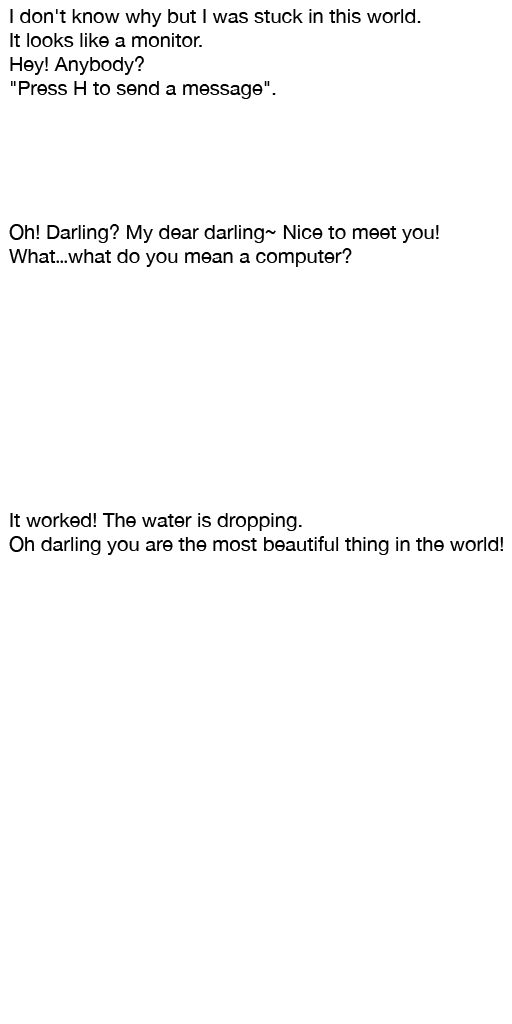 I don't know why but I was stuck in this world.
It looks like a monitor.
Hey! Anybody?
"Press H to send a message".
Oh! Darling? My dear darling~ Nice to meet you!
What...what do you mean a computer?
It worked! The water is dropping.
Oh darling you are the most beautiful thing in the world!